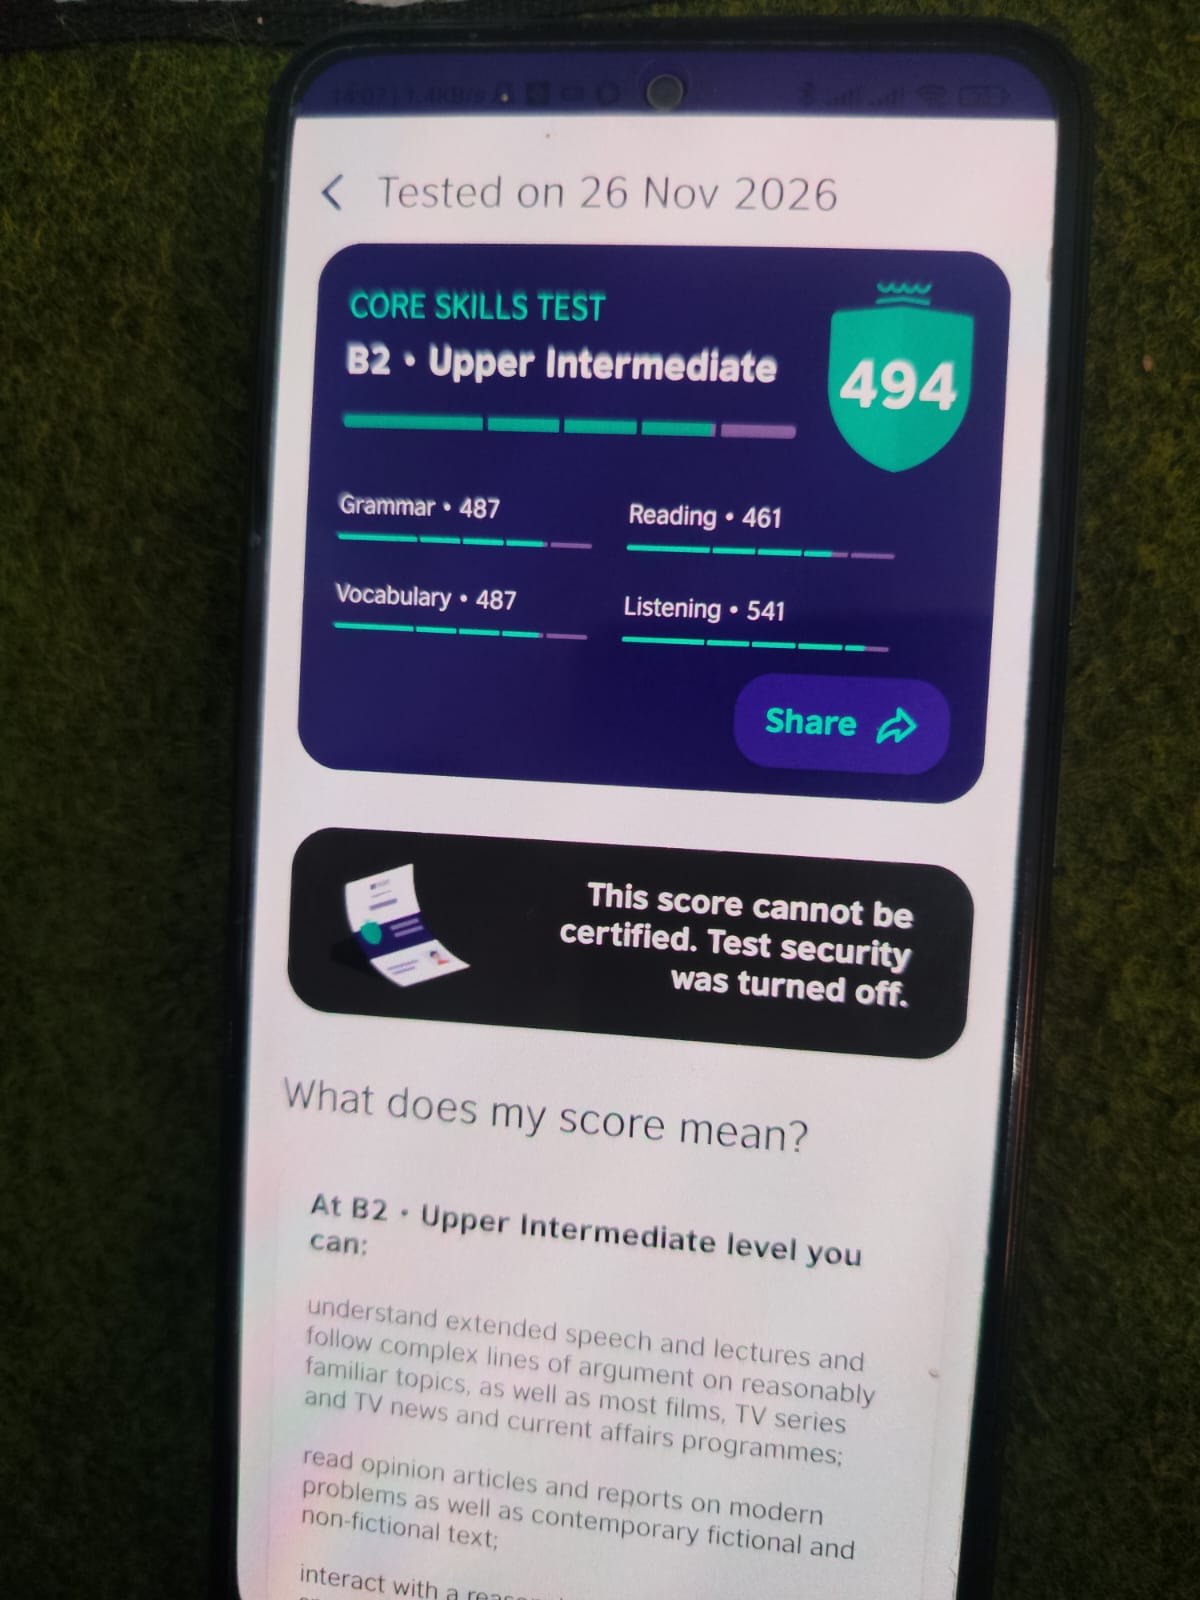 Tested on 26 Nov 2026
CORE SKILLS TEST
B2 • Upper Intermediate
494
Grammar • 487
Reading • 461
Vocabulary • 487
Listening • 541
Share
This score cannot be
certified. Test security
was turned off.
What does my score mean?
At B2 • Upper Intermediate level you
can:
understand extended speech and lectures and
follow complex lines of argument on reasonably
familiar topics, as well as most films, TV series
and TV news and current affairs programmes;
read opinion articles and reports on modern
problems as well as contemporary fictional and
non-fictional text;
interact with a